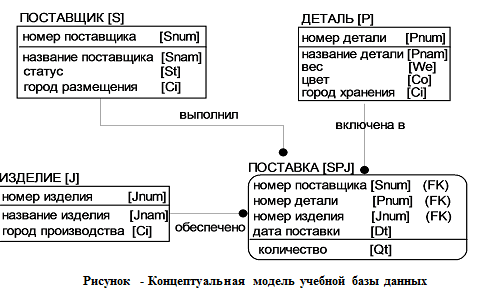 ПОСТАВЩИК [S]
номер поставщика [Snum]
название поставщика [Snam]
статус [St]
город размещения [Ci]
ДЕТАЛЬ [P]
номер детали [Pnum]
название детали [Pnam]
вес [We]
цвет [Co]
город хранения [Ci]
выполнил
включена в
ИЗДЕЛИЕ [J]
номер изделия [Jnum]
название изделия [Jnam]
город производства [Ci]
обеспечено
ПОСТАВКА [SPJ]
номер поставщика [Snum] (FK)
номер детали [Pnum] (FK)
номер изделия [Jnum] (FK)
дата поставки [Dt]
количество [Qt]
Рисунок - Концептуальная модель учебной базы данных